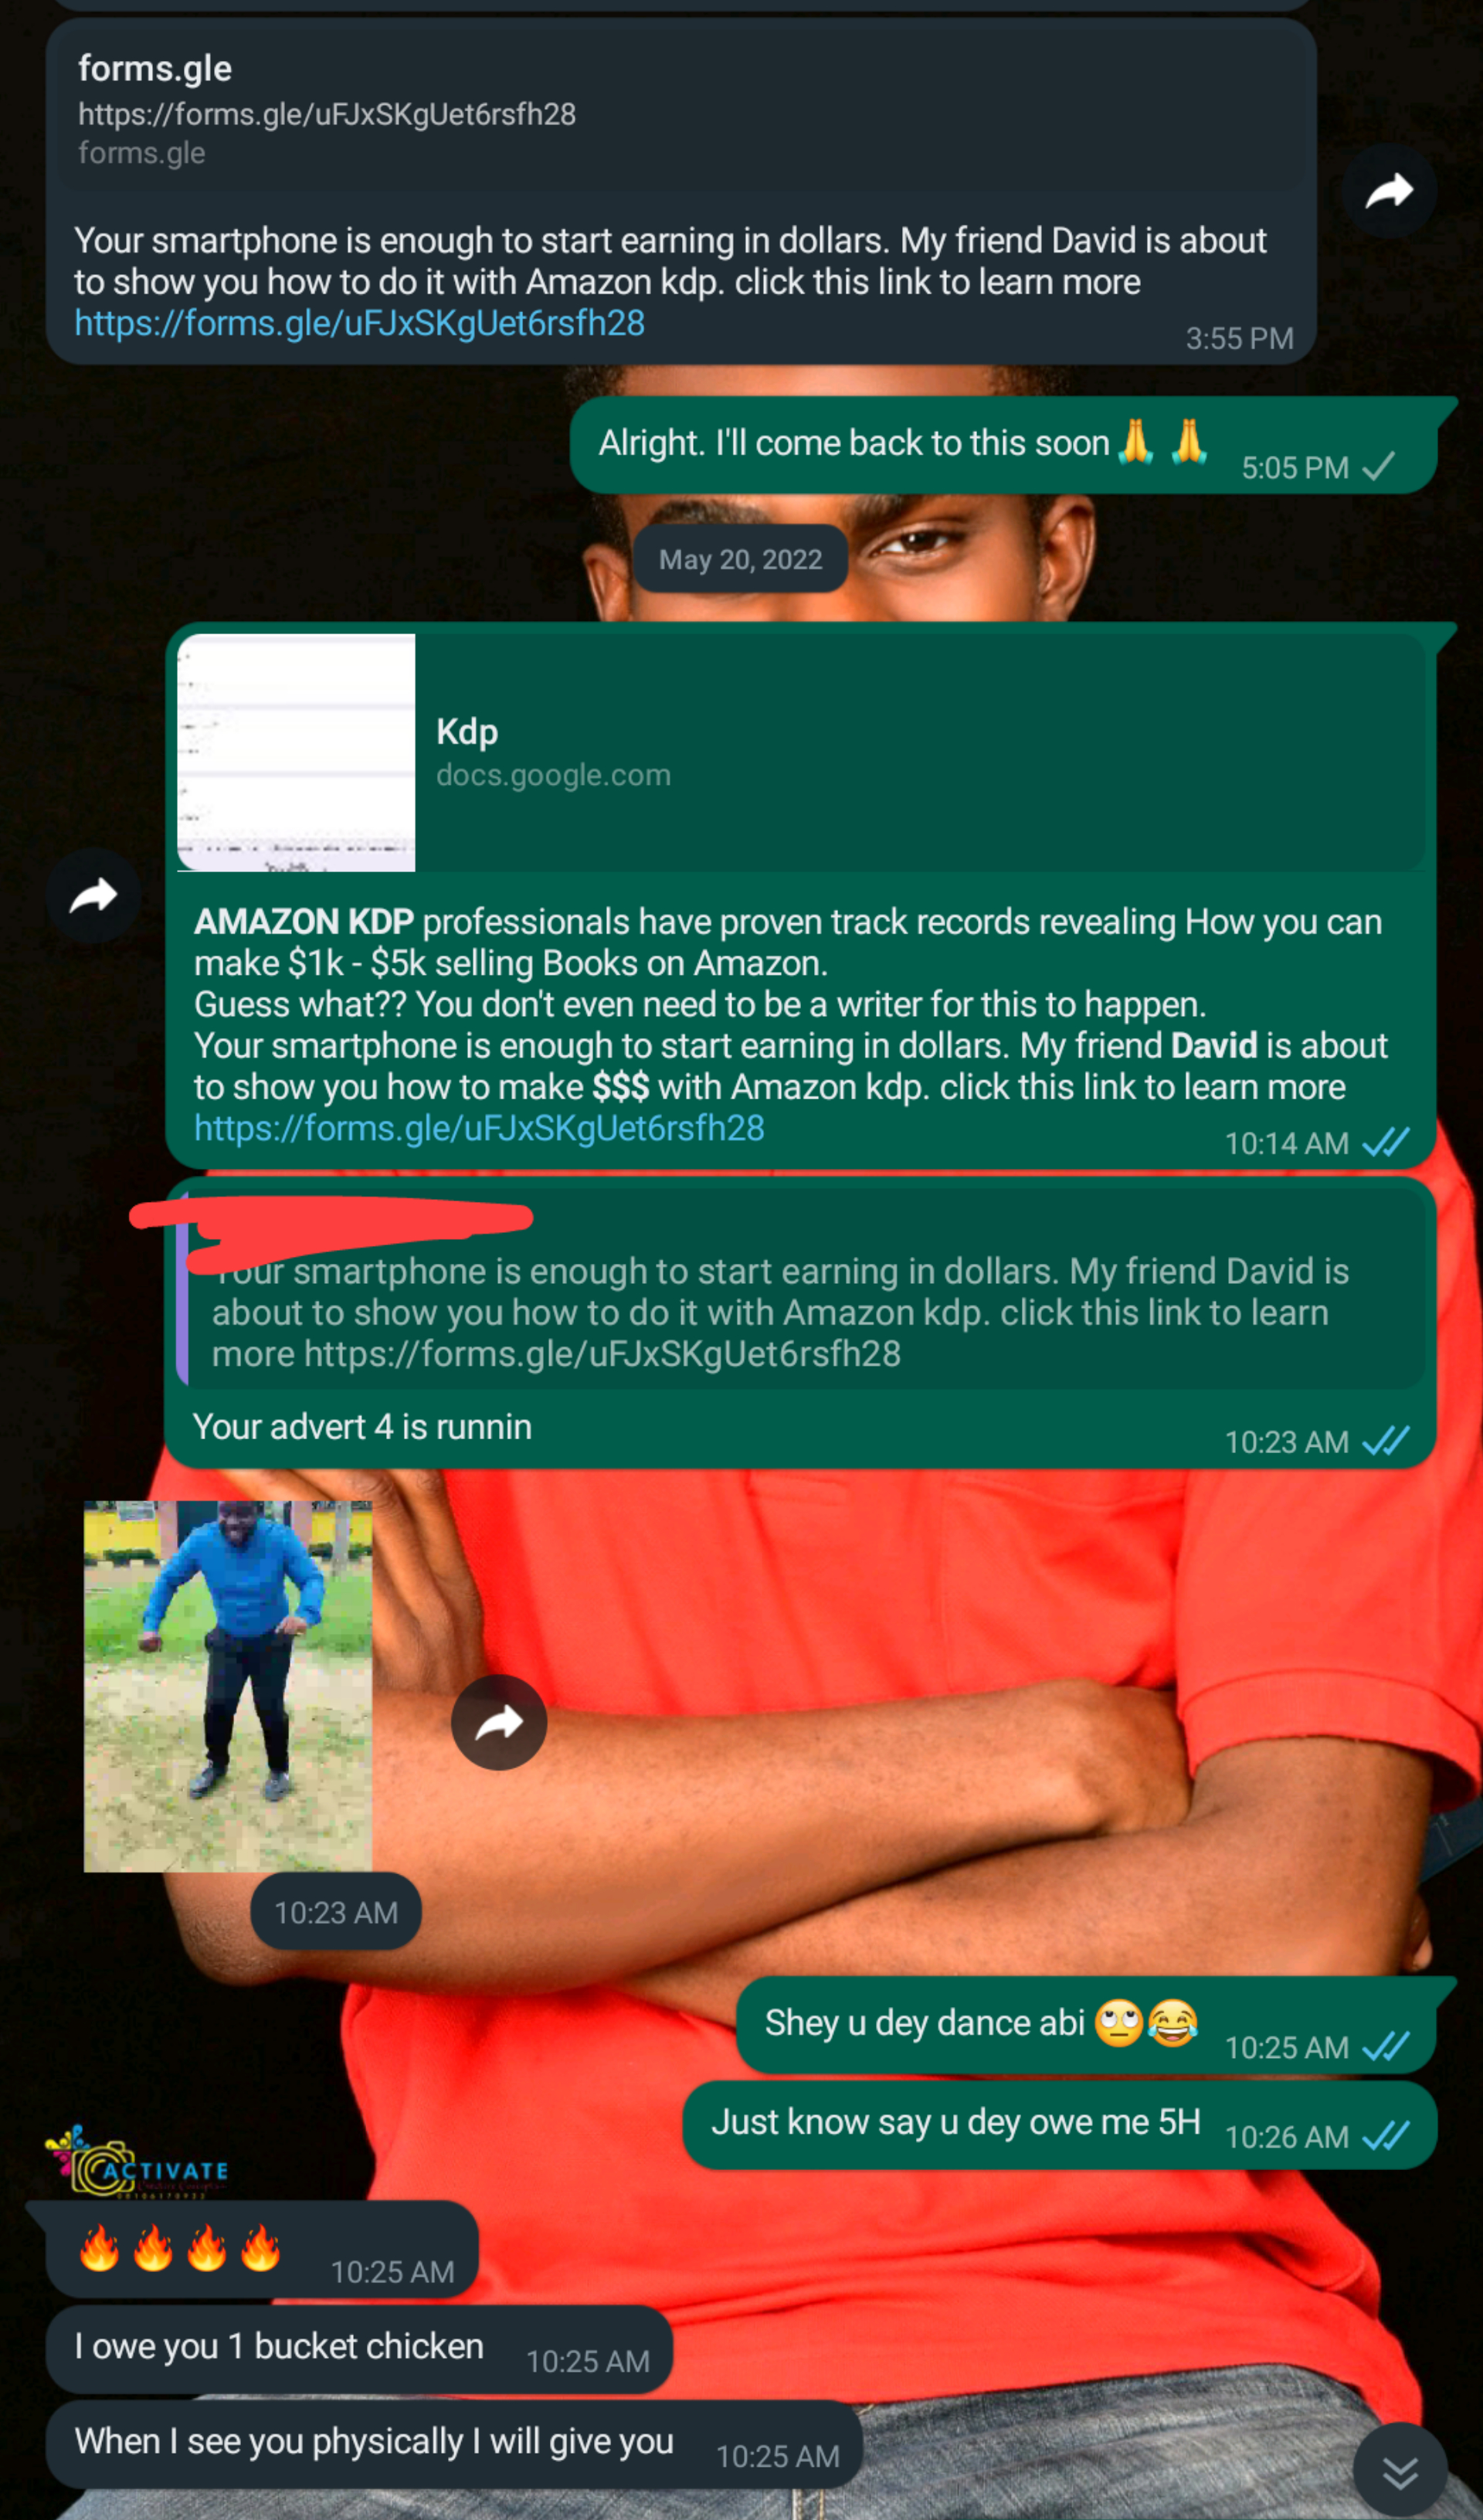 forms.gle
https://forms.gle/uFJxSKgUet6rsfh28
forms.gle
Your smartphone is enough to start earning in dollars. My friend David is about
to show you how to do it with Amazon kdp. click this link to learn more
https://forms.gle/uFJxSKgUet6rsfh28
3:55 PM
Alright. I'll come back to this soon🙏 🙏
5:05 PM
May 20, 2022
Kdp
docs.google.com
AMAZON KDP professionals have proven track records revealing How you can
make $1k - $5k selling Books on Amazon.
Guess what?? You don't even need to be a writer for this to happen.
Your smartphone is enough to start earning in dollars. My friend David is about
to show you how to make $$$ with Amazon kdp. click this link to learn more
https://forms.gle/uFJxSKgUet6rsfh28
10:14 AM
Your smartphone is enough to start earning in dollars. My friend David is
about to show you how to do it with Amazon kdp. click this link to learn
more https://forms.gle/uFJxSKgUet6rsfh28
Your advert 4 is runnin
10:23 AM
10:23 AM
Shey u dey dance abi 🙄😂
10:25 AM
Just know say u dey owe me 5H
10:26 AM
ACTIVATE
🔥🔥🔥🔥
10:25 AM
I owe you 1 bucket chicken
10:25 AM
When I see you physically I will give you
10:25 AM